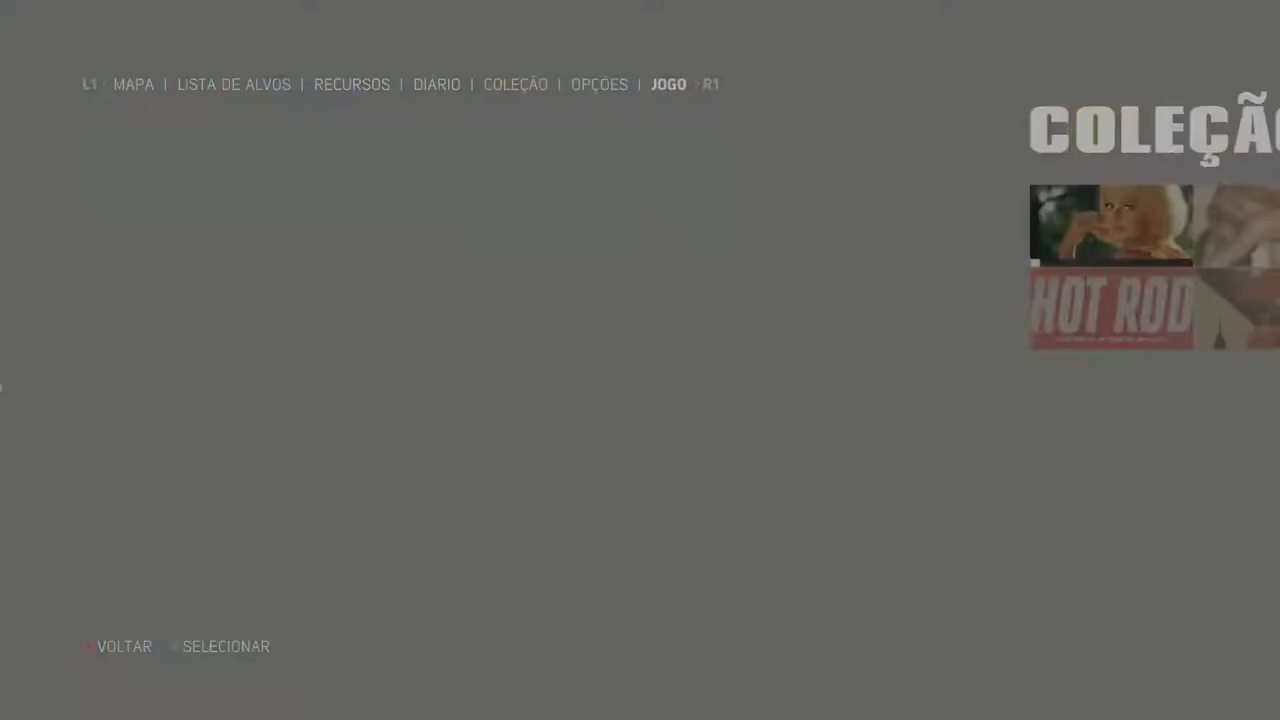 L1 MAPA | LISTA DE ALVOS | RECURSOS | DIÁRIO | COLEÇÃO | OPÇÕES | JOGO R1
COLEÇÃ
HOT ROD
VOLTAR SELECIONAR